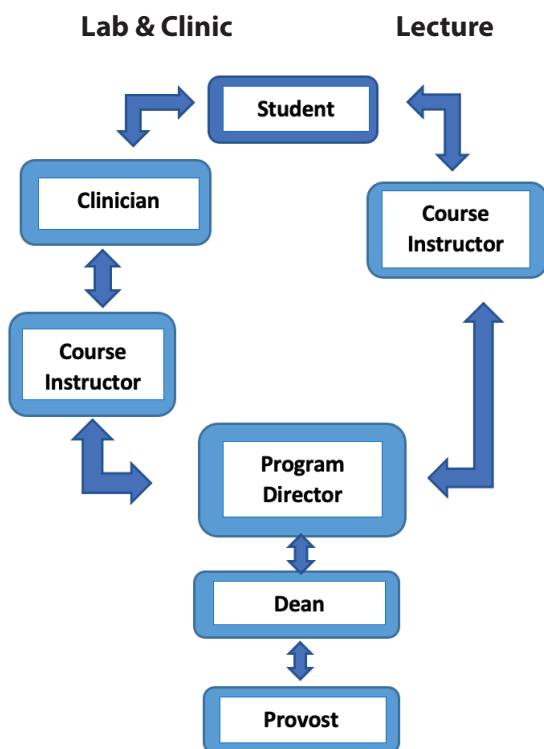 Lab & Clinic
Lecture
Student
Clinician
Course
Instructor
Course
Instructor
Program
Director
Dean
Provost